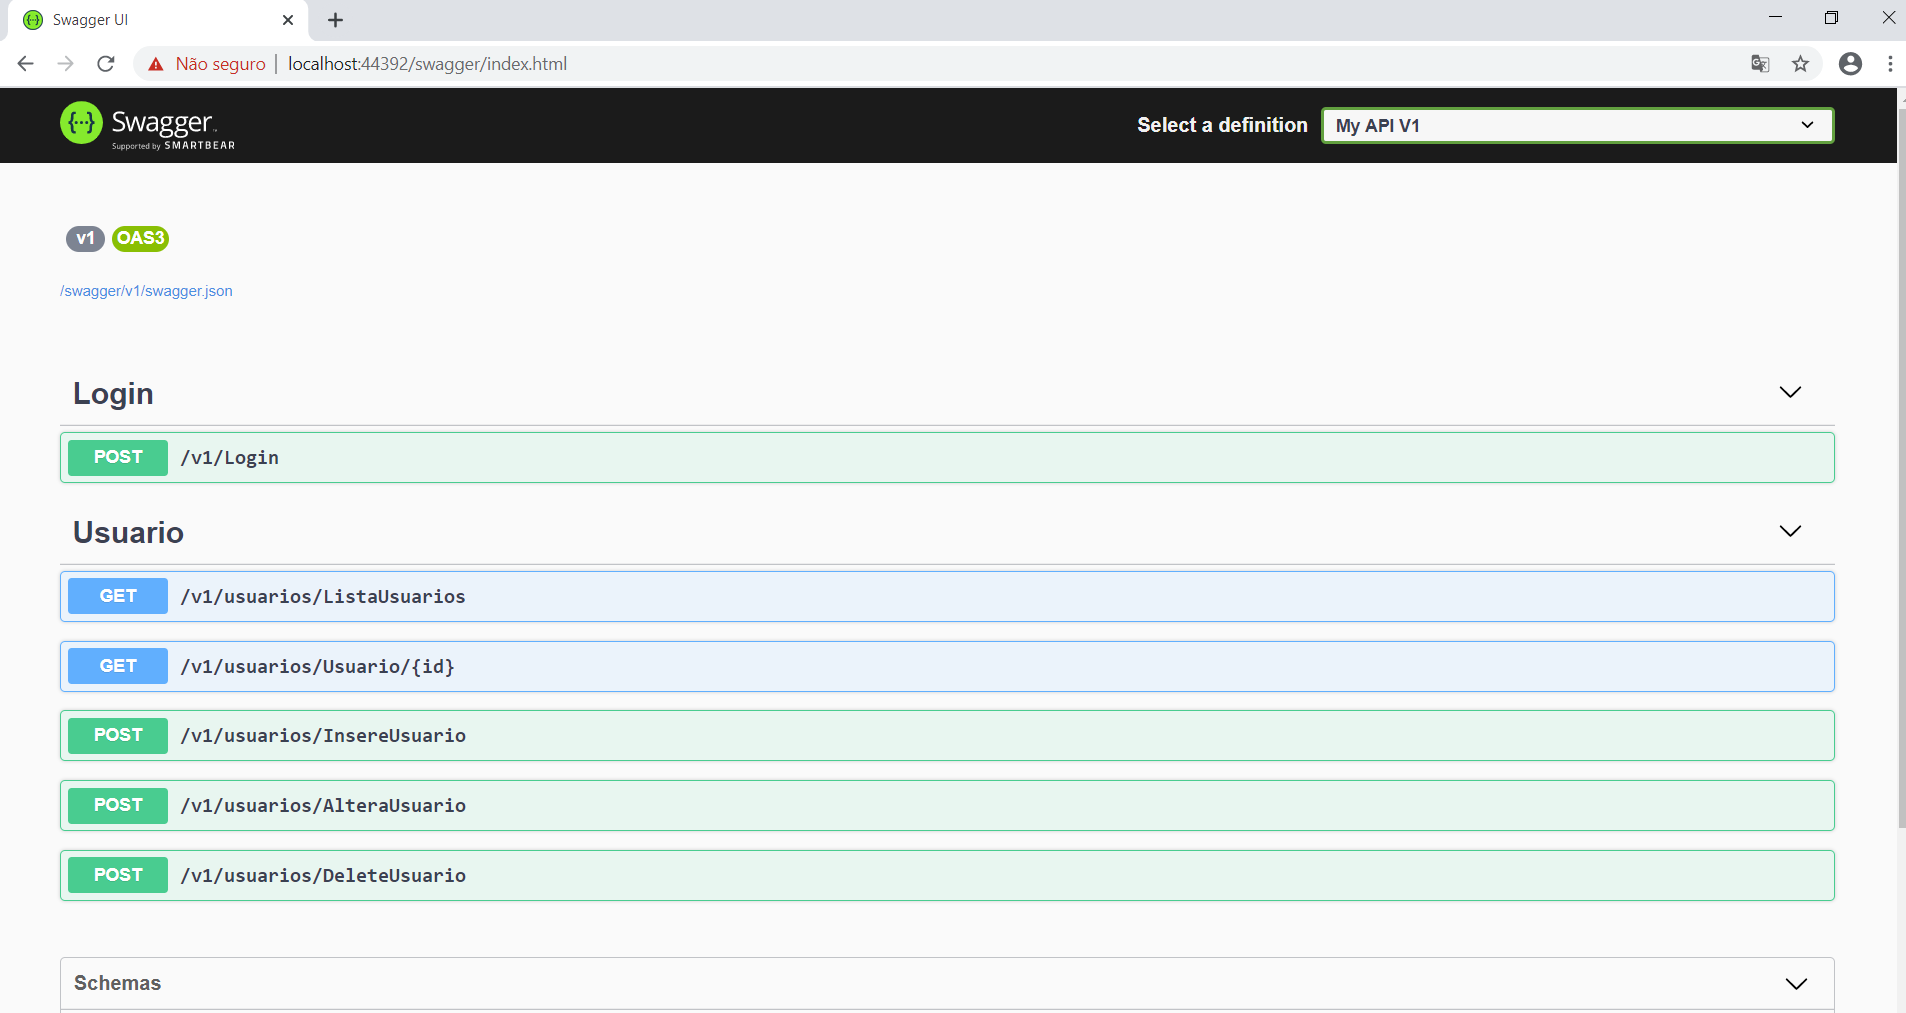 Swagger UI
Não seguro localhost:44392/swagger/index.html
Swagger
Supported by SMARTBEAR
Select a definition My API V1
v1 OAS3
/swagger/v1/swagger.json
Login
POST /v1/Login
Usuario
GET /v1/usuarios/ListaUsuarios
GET /v1/usuarios/Usuario/{id}
POST /v1/usuarios/InsereUsuario
POST /v1/usuarios/AlteraUsuario
POST /v1/usuarios/DeleteUsuario
Schemas